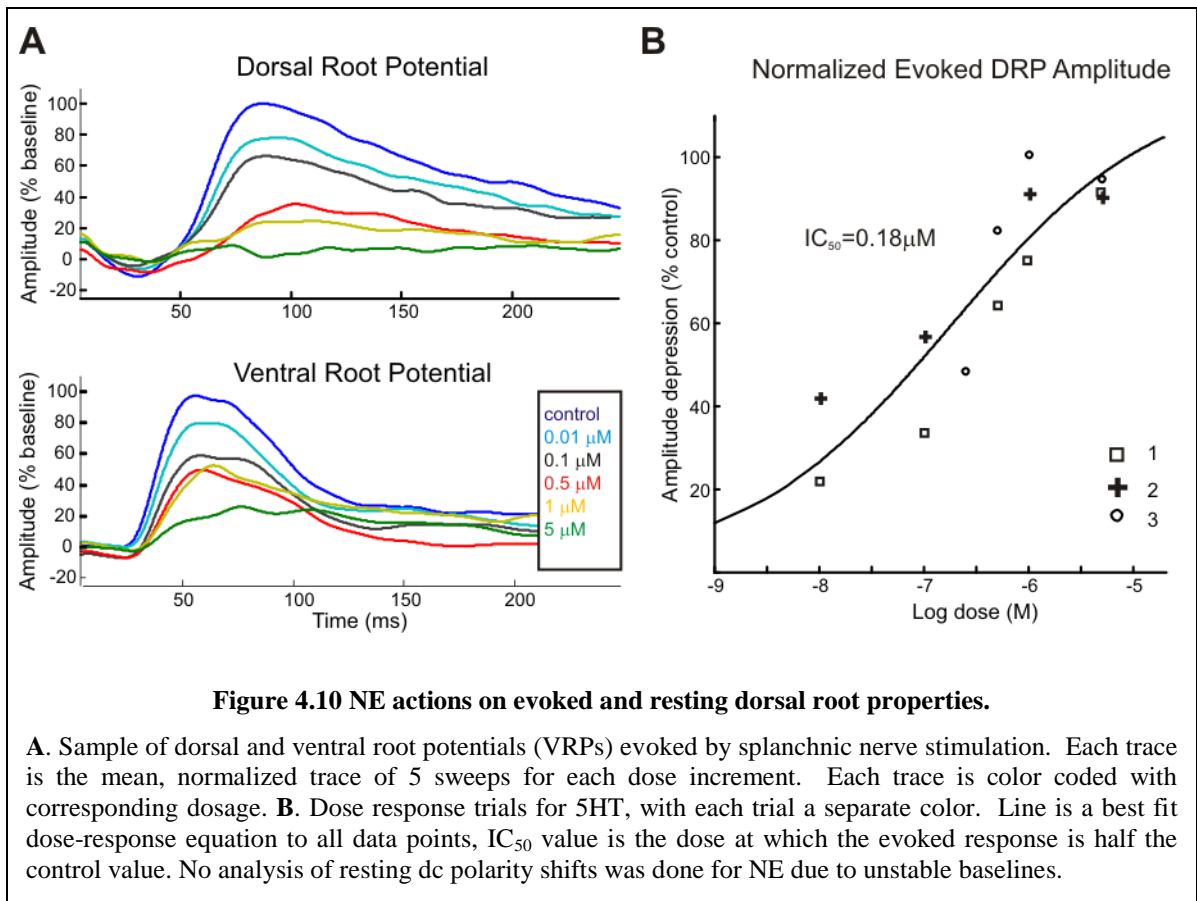 A
Dorsal Root Potential
Amplitude (% baseline)
100
80
60
40
20
0
-20
50
100
150
200
Ventral Root Potential
Amplitude (% baseline)
100
80
60
40
20
0
-20
50
100
150
200
Time (ms)
control
0.01 μM
0.1 μM
0.5 μM
1 μM
5 μM
B
Normalized Evoked DRP Amplitude
Amplitude depression (% control)
100
80
60
40
20
IC₅₀=0.18μM
1
2
3
-9
-8
-7
-6
-5
Log dose (M)
Figure 4.10 NE actions on evoked and resting dorsal root properties.
A. Sample of dorsal and ventral root potentials (VRPs) evoked by splanchnic nerve stimulation. Each trace
is the mean, normalized trace of 5 sweeps for each dose increment. Each trace is color coded with
corresponding dosage. B. Dose response trials for 5HT, with each trial a separate color. Line is a best fit
dose-response equation to all data points, IC₅₀ value is the dose at which the evoked response is half the
control value. No analysis of resting dc polarity shifts was done for NE due to unstable baselines.